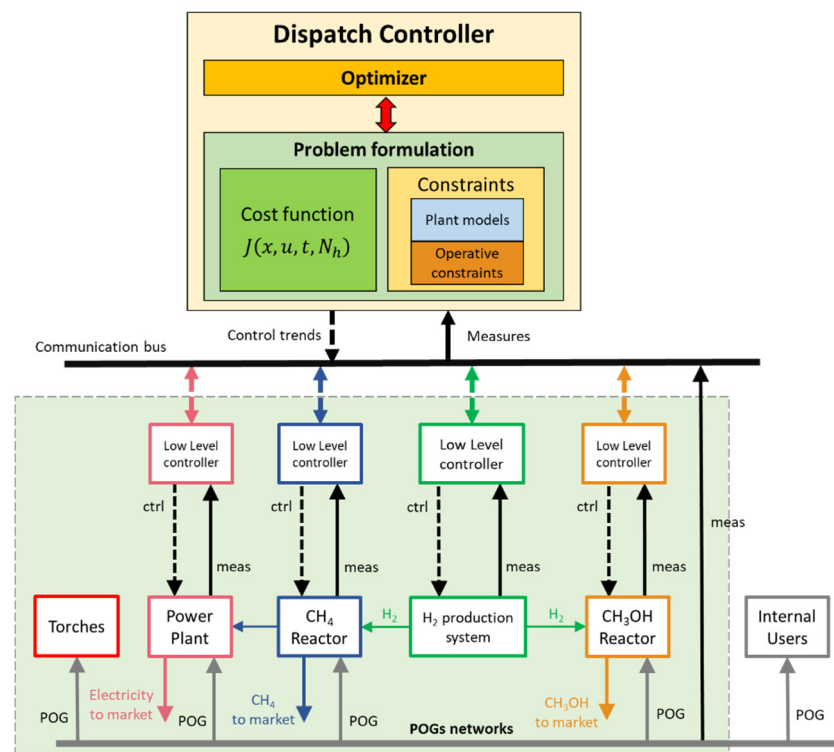 Dispatch Controller
Optimizer
Problem formulation
Cost function
J(x, u, t, N_h)
Constraints
Plant models
Operative
constraints
Control trends
Measures
Communication bus
Low Level
controller
Low Level
controller
Low Level
controller
Low Level
controller
ctrl
ctrl
ctrl
ctrl
meas
meas
meas
meas
meas
Torches
Power
Plant
CH₄
Reactor
H₂
H₂ production
system
H₂
CH₃OH
Reactor
Internal
Users
Electricity
to market
CH₄
to market
CH₃OH
to market
POG
POG
POG
POG
POG
POGs networks